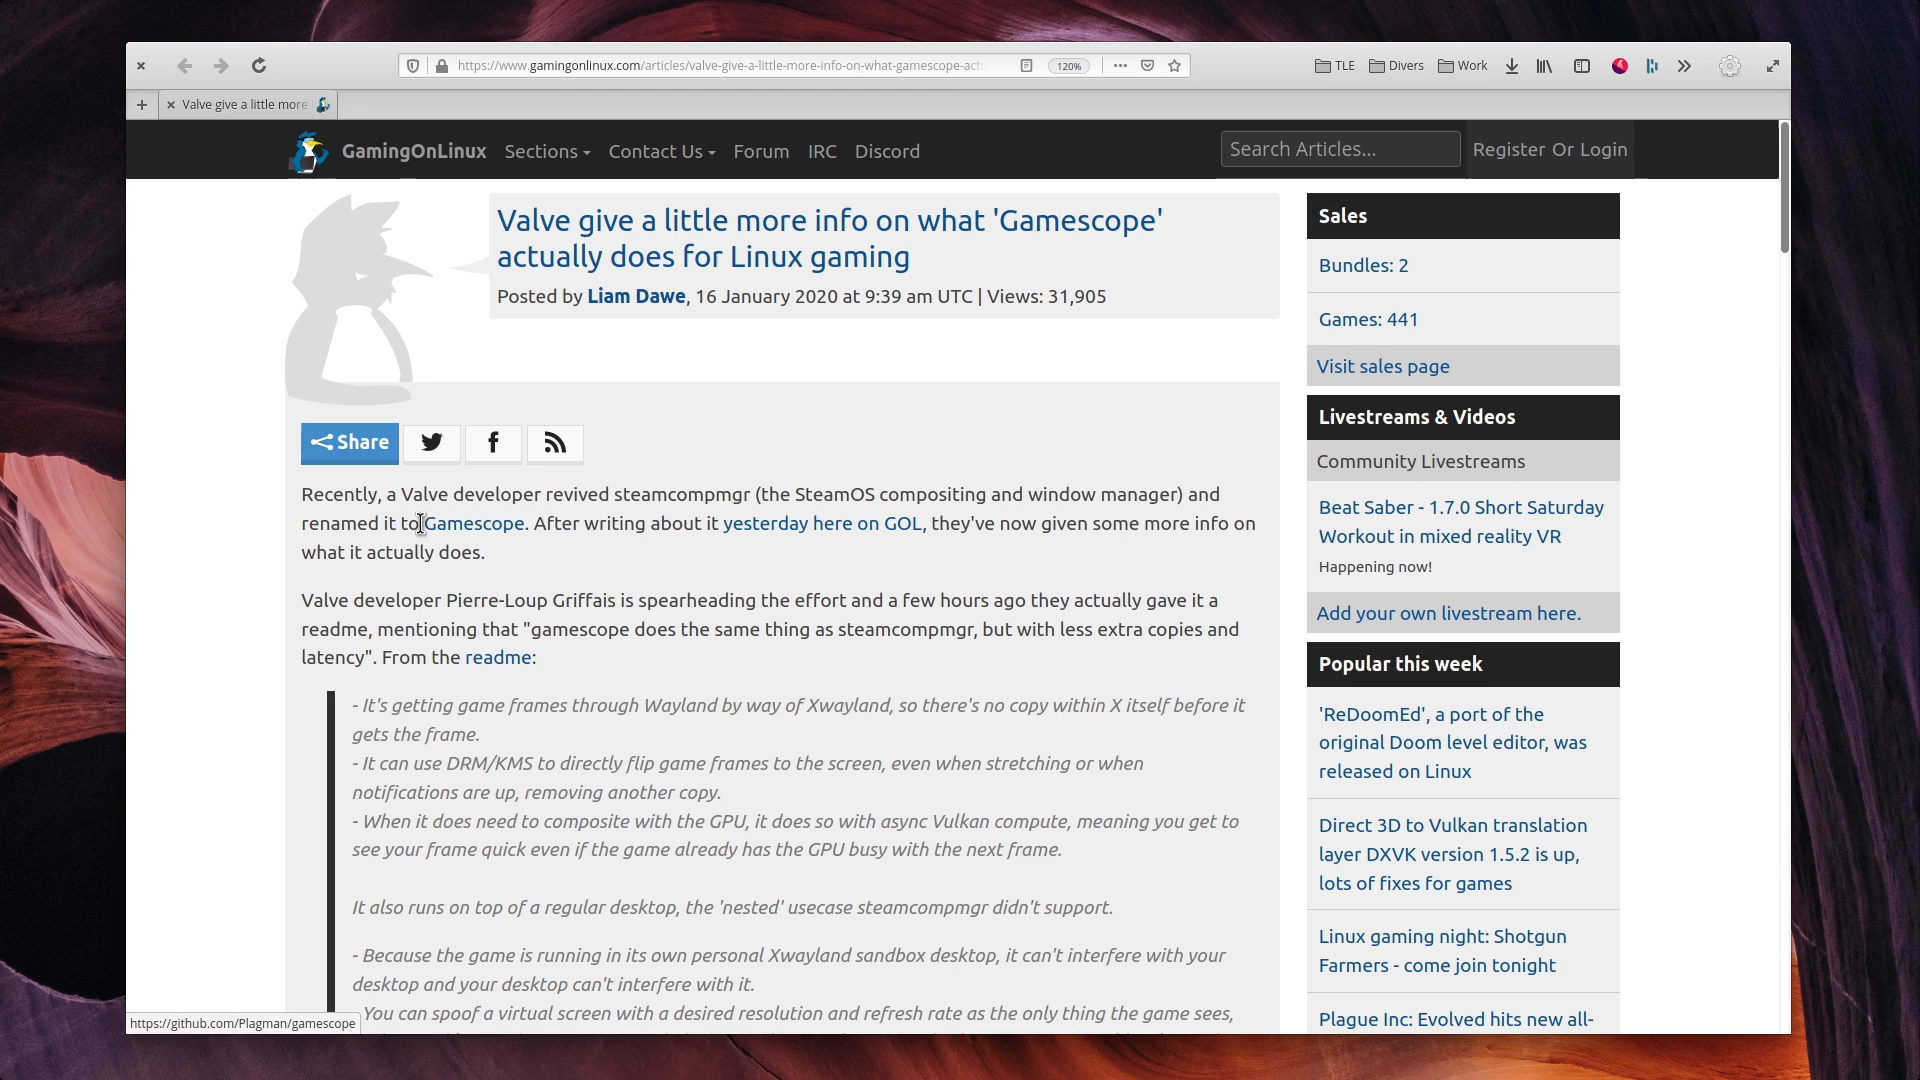 https://www.gamingonlinux.com/articles/valve-give-a-little-more-info-on-what-gamescope-act
120%
TLE
Divers
Work
Valve give a little more
GamingOnLinux
Sections
Contact Us
Forum
IRC
Discord
Search Articles...
Register Or Login
Valve give a little more info on what 'Gamescope'
actually does for Linux gaming
Posted by Liam Dawe, 16 January 2020 at 9:39 am UTC | Views: 31,905
Share
Recently, a Valve developer revived steamcompmgr (the SteamOS compositing and window manager) and
renamed it to Gamescope. After writing about it yesterday here on GOL, they've now given some more info on
what it actually does.
Valve developer Pierre-Loup Griffais is spearheading the effort and a few hours ago they actually gave it a
readme, mentioning that "gamescope does the same thing as steamcompmgr, but with less extra copies and
latency". From the readme:
- It's getting game frames through Wayland by way of Xwayland, so there's no copy within X itself before it
gets the frame.
- It can use DRM/KMS to directly flip game frames to the screen, even when stretching or when
notifications are up, removing another copy.
- When it does need to composite with the GPU, it does so with async Vulkan compute, meaning you get to
see your frame quick even if the game already has the GPU busy with the next frame.
It also runs on top of a regular desktop, the 'nested' usecase steamcompmgr didn't support.
- Because the game is running in its own personal Xwayland sandbox desktop, it can't interfere with your
desktop and your desktop can't interfere with it.
You can spoof a virtual screen with a desired resolution and refresh rate as the only thing the game sees,
https://github.com/Plagman/gamescope
Sales
Bundles: 2
Games: 441
Visit sales page
Livestreams & Videos
Community Livestreams
Beat Saber - 1.7.0 Short Saturday
Workout in mixed reality VR
Happening now!
Add your own livestream here.
Popular this week
'ReDoomEd', a port of the
original Doom level editor, was
released on Linux
Direct 3D to Vulkan translation
layer DXVK version 1.5.2 is up,
lots of fixes for games
Linux gaming night: Shotgun
Farmers - come join tonight
Plague Inc: Evolved hits new all-